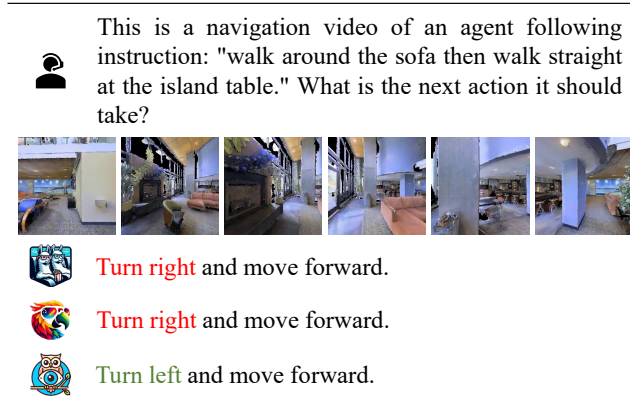 This is a navigation video of an agent following
instruction: "walk around the sofa then walk straight
at the island table." What is the next action it should
take?
Turn right and move forward.
Turn right and move forward.
Turn left and move forward.